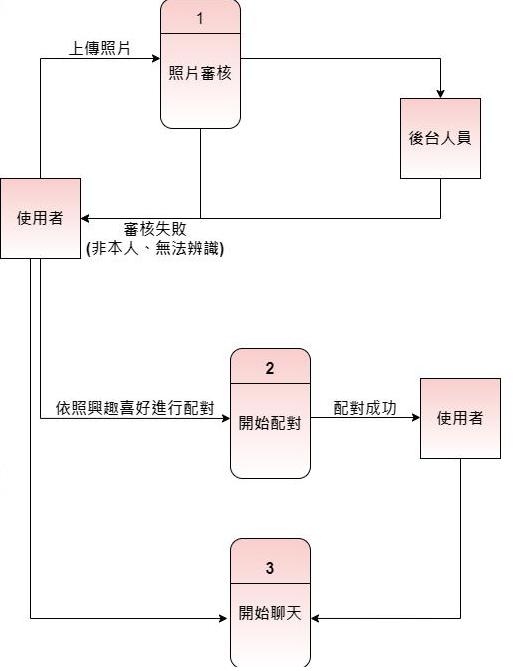 1
上傳照片
照片審核
後台人員
使用者
審核失敗
(非本人、無法辨識)
2
依照興趣喜好進行配對
開始配對
配對成功
使用者
3
開始聊天